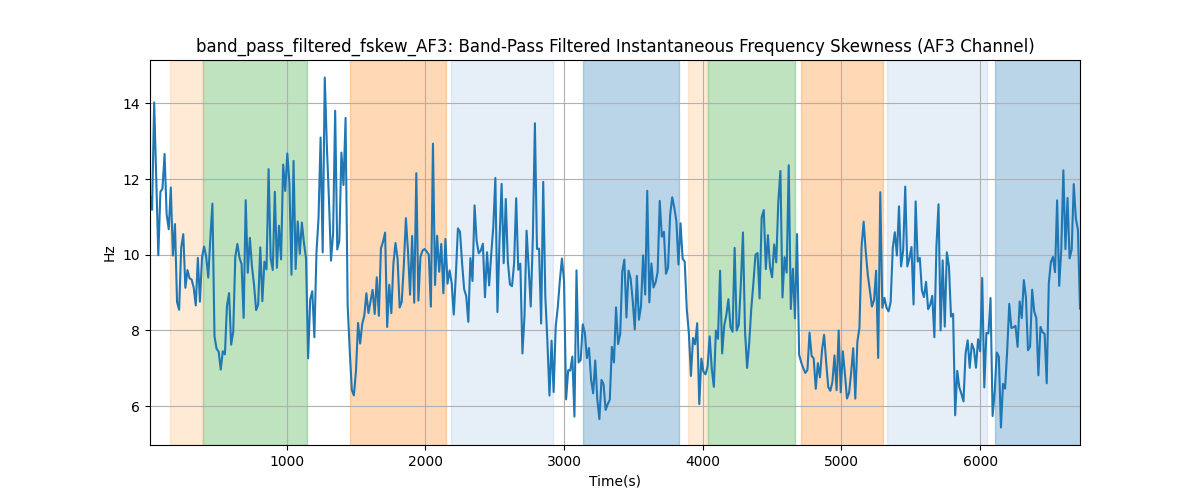 band_pass_filtered_fskew_AF3: Band-Pass Filtered Instantaneous Frequency Skewness (AF3 Channel)
14
12
10
8
6
Hz
1000 2000 3000 4000 5000 6000
Time(s)